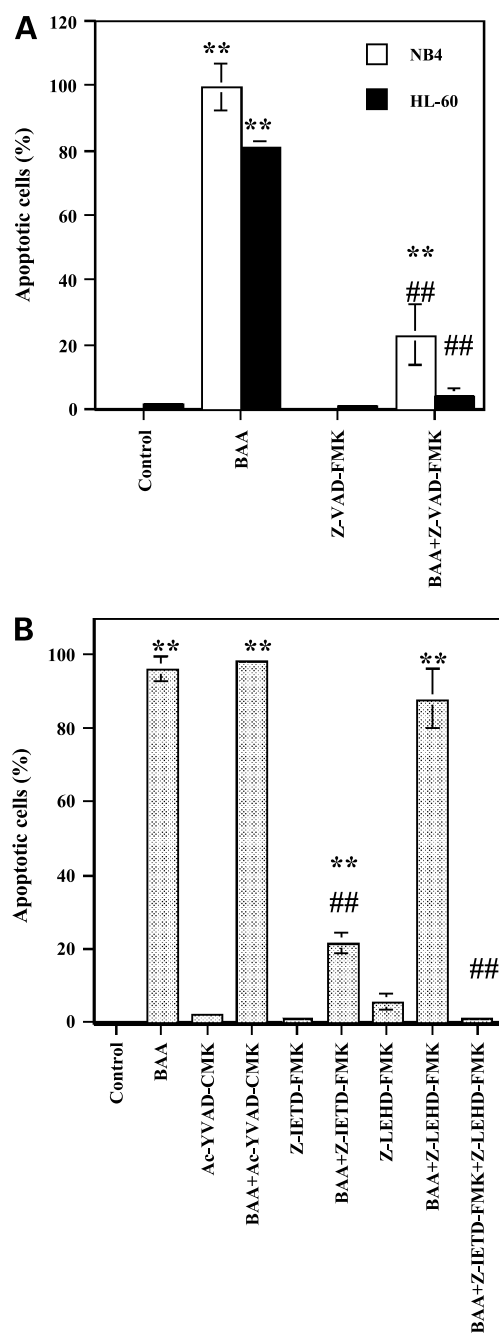 A
120
100
80
60
40
20
0
Apoptotic cells (%)
NB4
HL-60
**
**
**
##
##
Control
BAA
Z-VAD-FMK
BAA+Z-VAD-FMK
B
100
80
60
40
20
0
Apoptotic cells (%)
**
**
**
**
##
##
Control
BAA
Ac-YVAD-CMK
BAA+Ac-YVAD-CMK
Z-IETD-FMK
BAA+Z-IETD-FMK
Z-LEHD-FMK
BAA+Z-LEHD-FMK
BAA+Z-IETD-FMK+Z-LEHD-FMK